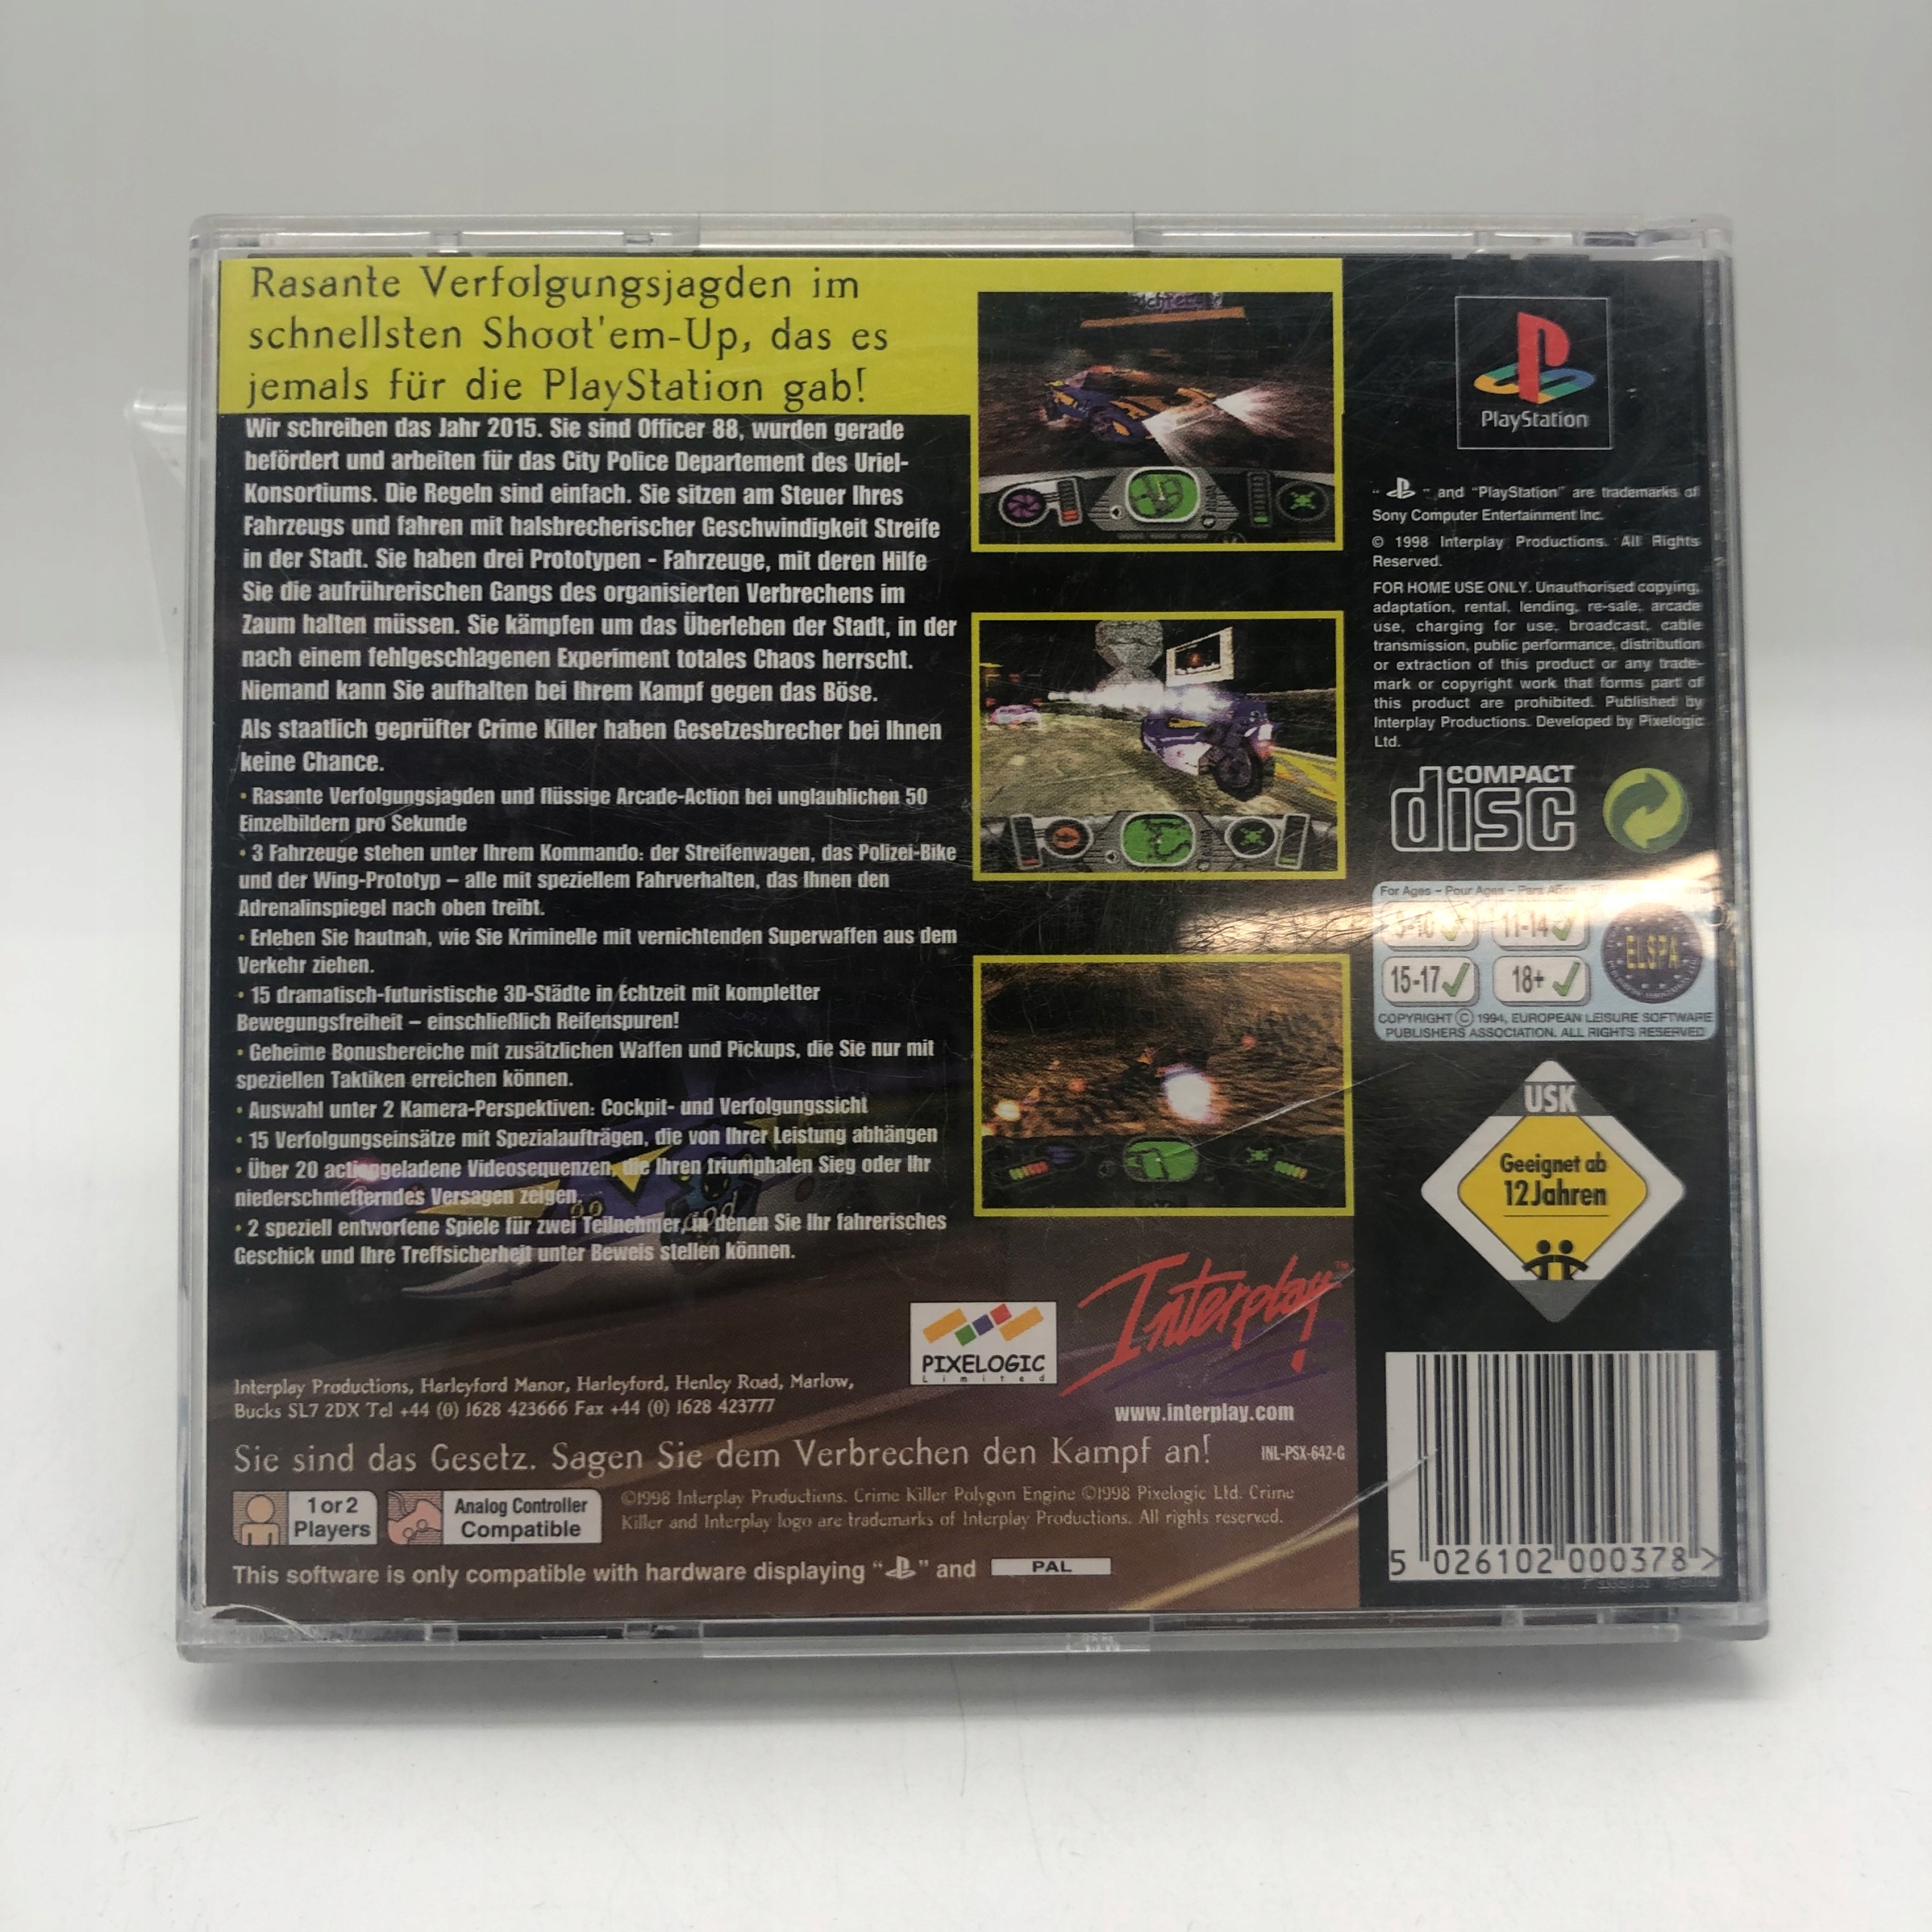 Rasante Verfolgungsjagden im
schnellsten Shoot'em-Up, das es
jemals für die PlayStation gab!
Wir schreiben das Jahr 2015. Sie sind Officer 88, wurden gerade
befördert und arbeiten für das City Police Departement des Uriel-
Konsortiums. Die Regeln sind einfach. Sie sitzen am Steuer Ihres
Fahrzeugs und fahren mit halsbrecherischer Geschwindigkeit Streife
in der Stadt. Sie haben drei Prototypen - Fahrzeuge, mit deren Hilfe
Sie die aufrührerischen Gangs des organisierten Verbrechens im
Zaum halten müssen. Sie kämpfen um das Überleben der Stadt, in der
nach einem fehlgeschlagenen Experiment totales Chaos herrscht.
Niemand kann Sie aufhalten bei Ihrem Kampf gegen das Böse.
Als staatlich geprüfter Crime Killer haben Gesetzesbrecher bei Ihnen
keine Chance.
• Rasante Verfolgungsjagden und flüssige Arcade-Action bei unglaublichen 50
Einzelbildern pro Sekunde
• 3 Fahrzeuge stehen unter Ihrem Kommando: der Streifenwagen, das Polizei-Bike
und der Wing-Prototyp – alle mit speziellem Fahrverhalten, das Ihnen den
Adrenalinspiegel nach oben treibt.
• Erleben Sie hautnah, wie Sie Kriminelle mit vernichtenden Superwaffen aus dem
Verkehr ziehen.
• 15 dramatisch-futuristische 3D-Städte in Echtzeit mit kompletter
Bewegungsfreiheit – einschließlich Reifenspuren!
• Geheime Bonusbereiche mit zusätzlichen Waffen und Pickups, die Sie nur mit
speziellen Taktiken erreichen können.
• Auswahl unter 2 Kamera-Perspektiven: Cockpit- und Verfolgungssicht
• 15 Verfolgungseinsätze mit Spezialaufträgen, die von Ihrer Leistung abhängen
• Über 20 actiongeladene Videosequenzen, die Ihren triumphalen Sieg oder Ihr
niederschmetterndes Versagen zeigen.
• 2 speziell entworfene Spiele für zwei Teilnehmer, in denen Sie Ihr fahrerisches
Geschick und Ihre Treffsicherheit unter Beweis stellen können.
PIXELOGIC
Limited
Interplay™
www.interplay.com
Interplay Productions, Harleyford Manor, Harleyford, Henley Road, Marlow,
Bucks SL7 2DX Tel +44 (0) 1628 423666 Fax +44 (0) 1628 423777
Sie sind das Gesetz. Sagen Sie dem Verbrechen den Kampf an!
INL-PSX-642-G
1 or 2
Players
Analog Controller
Compatible
©1998 Interplay Productions. Crime Killer Polygon Engine ©1998 Pixelogic Ltd. Crime
Killer and Interplay logo are trademarks of Interplay Productions. All rights reserved.
This software is only compatible with hardware displaying "PS" and
PAL
PlayStation
"PS" and "PlayStation" are trademarks of
Sony Computer Entertainment Inc.
© 1998 Interplay Productions. All Rights
Reserved.
FOR HOME USE ONLY. Unauthorised copying,
adaptation, rental, lending, re-sale, arcade
use, charging for use, broadcast, cable
transmission, public performance, distribution
or extraction of this product or any trade-
mark or copyright work that forms part of
this product are prohibited. Published by
Interplay Productions. Developed by Pixelogic
Ltd.
COMPACT
disc
For Ages – Pour Ages – Para
11-14
15-17
18+
ELSPA
COPYRIGHT © 1994, EUROPEAN LEISURE SOFTWARE
PUBLISHERS ASSOCIATION. ALL RIGHTS RESERVED
USK
Geeignet ab
12 Jahren
5 026102 000378 >